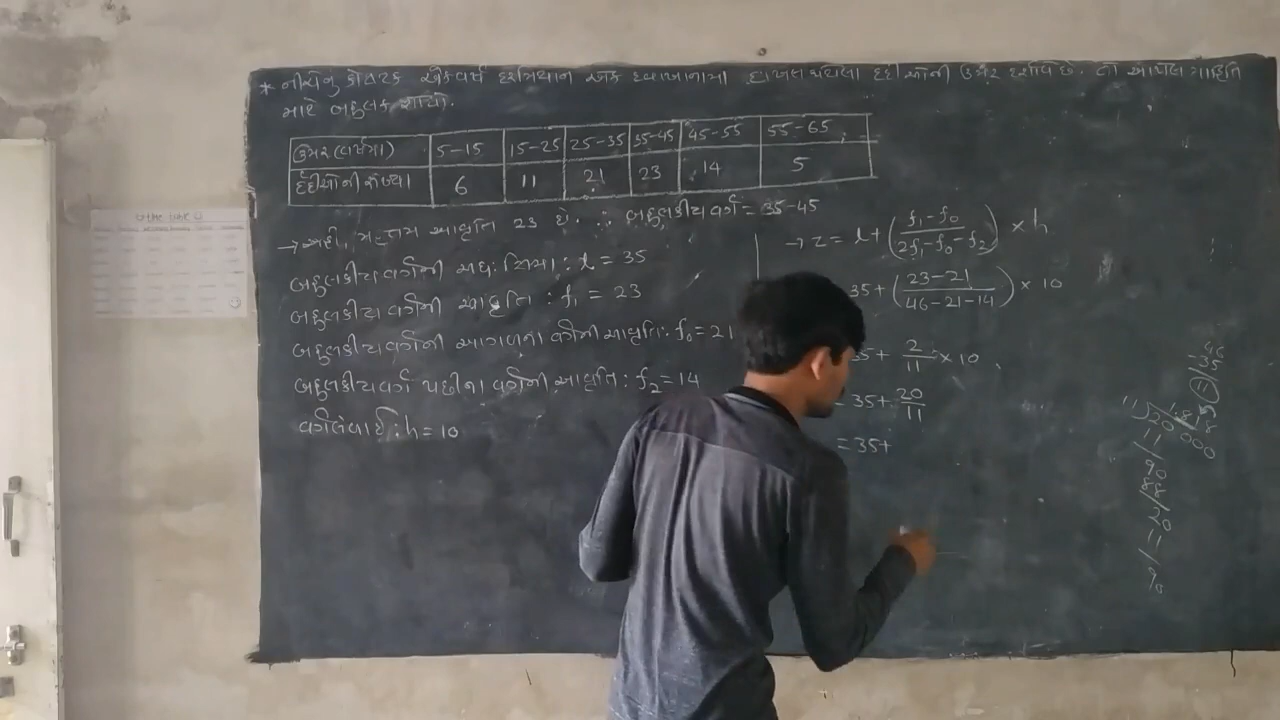 * નીચેનું કોષ્ટક એકવર્ષ દરમિયાન એક દવાખાનામાં દાખલ થયેલા દર્દીઓની ઉંમર દર્શાવે છે. તો આપેલ માહિતિ
માટે બહુલક શોધો.
ઉંમર (વર્ષમાં) 5-15 15-25 25-35 35-45 45-55 55-65
દર્દીઓની સંખ્યા 6 11 21 23 14 5
→ અહી, મહત્તમ આવૃતિ 23 છે. ∴ બહુલકીય વર્ગ = 35-45
બહુલકીય વર્ગની અધઃસિમા : l = 35
બહુલકીય વર્ગની આવૃતિ : f₁ = 23
બહુલકીય વર્ગની આગળના વર્ગની આવૃતિ : f₀ = 21
બહુલકીય વર્ગ પછીના વર્ગની આવૃતિ : f₂ = 14
વર્ગલંબાઈ : h = 10
→ z = l + (f₁ - f₀ / 2f₁ - f₀ - f₂) × h
35 + (23 - 21 / 46 - 21 - 14) × 10
35 + 2/11 × 10
= 35 + 20/11
= 35 +